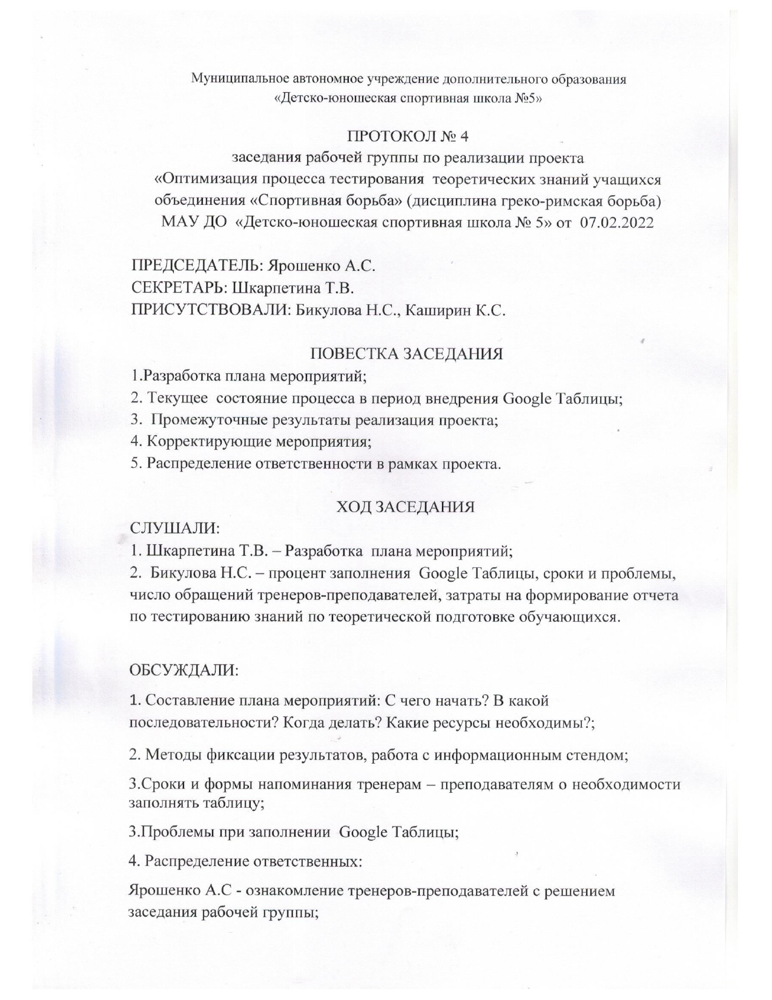 Муниципальное автономное учреждение дополнительного образования
«Детско-юношеская спортивная школа №5»
ПРОТОКОЛ № 4
заседания рабочей группы по реализации проекта
«Оптимизация процесса тестирования теоретических знаний учащихся
объединения «Спортивная борьба» (дисциплина греко-римская борьба)
МАУ ДО «Детско-юношеская спортивная школа № 5» от 07.02.2022
ПРЕДСЕДАТЕЛЬ: Ярошенко А.С.
СЕКРЕТАРЬ: Шкарпетина Т.В.
ПРИСУТСТВОВАЛИ: Бикулова Н.С., Каширин К.С.
ПОВЕСТКА ЗАСЕДАНИЯ
1.Разработка плана мероприятий;
2. Текущее состояние процесса в период внедрения Google Таблицы;
3. Промежуточные результаты реализация проекта;
4. Корректирующие мероприятия;
5. Распределение ответственности в рамках проекта.
ХОД ЗАСЕДАНИЯ
СЛУШАЛИ:
1. Шкарпетина Т.В. – Разработка плана мероприятий;
2. Бикулова Н.С. – процент заполнения Google Таблицы, сроки и проблемы,
число обращений тренеров-преподавателей, затраты на формирование отчета
по тестированию знаний по теоретической подготовке обучающихся.
ОБСУЖДАЛИ:
1. Составление плана мероприятий: С чего начать? В какой
последовательности? Когда делать? Какие ресурсы необходимы?;
2. Методы фиксации результатов, работа с информационным стендом;
3.Сроки и формы напоминания тренерам – преподавателям о необходимости
заполнять таблицу;
3.Проблемы при заполнении Google Таблицы;
4. Распределение ответственных:
Ярошенко А.С - ознакомление тренеров-преподавателей с решением
заседания рабочей группы;